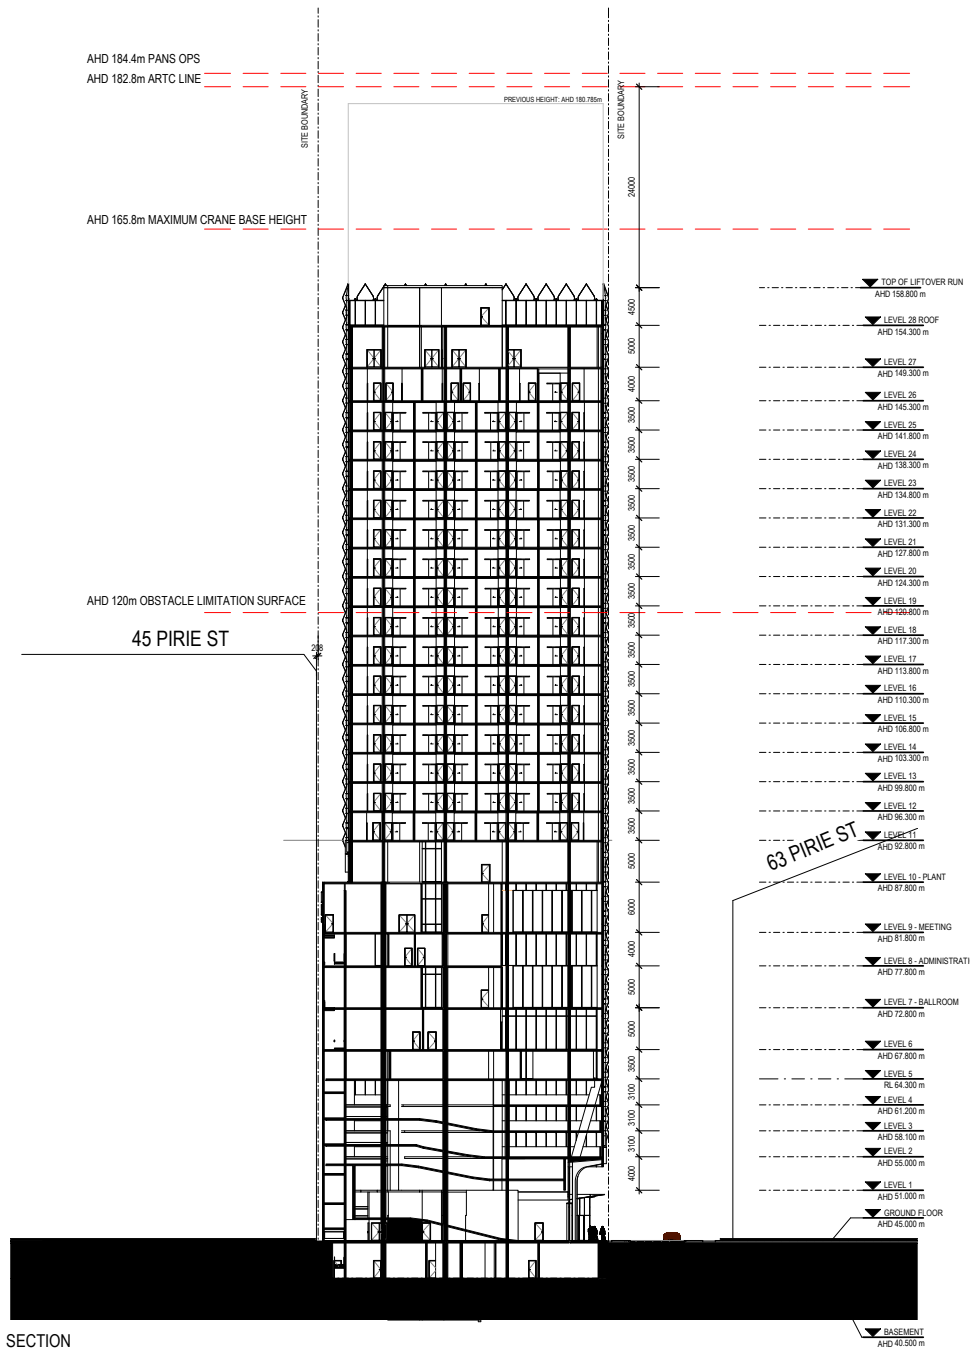 AHD 184.4m PANS OPS
AHD 182.8m ARTC LINE
SITE BOUNDARY
PREVIOUS HEIGHT: AHD 180.785m
SITE BOUNDARY
24000
AHD 165.8m MAXIMUM CRANE BASE HEIGHT
TOP OF LIFTOVER RUN
AHD 158.800 m
4500
LEVEL 28 ROOF
AHD 154.300 m
5000
LEVEL 27
AHD 149.300 m
4000
LEVEL 26
AHD 145.300 m
3500
LEVEL 25
AHD 141.800 m
3500
LEVEL 24
AHD 138.300 m
3500
LEVEL 23
AHD 134.800 m
3500
LEVEL 22
AHD 131.300 m
3500
LEVEL 21
AHD 127.800 m
3500
LEVEL 20
AHD 124.300 m
3500
AHD 120m OBSTACLE LIMITATION SURFACE
LEVEL 19
AHD 120.800 m
3500
45 PIRIE ST
208
LEVEL 18
AHD 117.300 m
3500
LEVEL 17
AHD 113.800 m
3500
LEVEL 16
AHD 110.300 m
3500
LEVEL 15
AHD 106.800 m
3500
LEVEL 14
AHD 103.300 m
3500
LEVEL 13
AHD 99.800 m
3500
LEVEL 12
AHD 96.300 m
3500
63 PIRIE ST
LEVEL 11
AHD 92.800 m
5000
LEVEL 10 - PLANT
AHD 87.800 m
6000
LEVEL 9 - MEETING
AHD 81.800 m
4000
LEVEL 8 - ADMINISTRATI
AHD 77.800 m
5000
LEVEL 7 - BALLROOM
AHD 72.800 m
5000
LEVEL 6
AHD 67.800 m
3500
LEVEL 5
RL 64.300 m
3100
LEVEL 4
AHD 61.200 m
3100
LEVEL 3
AHD 58.100 m
3100
LEVEL 2
AHD 55.000 m
4000
LEVEL 1
AHD 51.000 m
GROUND FLOOR
AHD 45.000 m
BASEMENT
AHD 40.500 m
SECTION